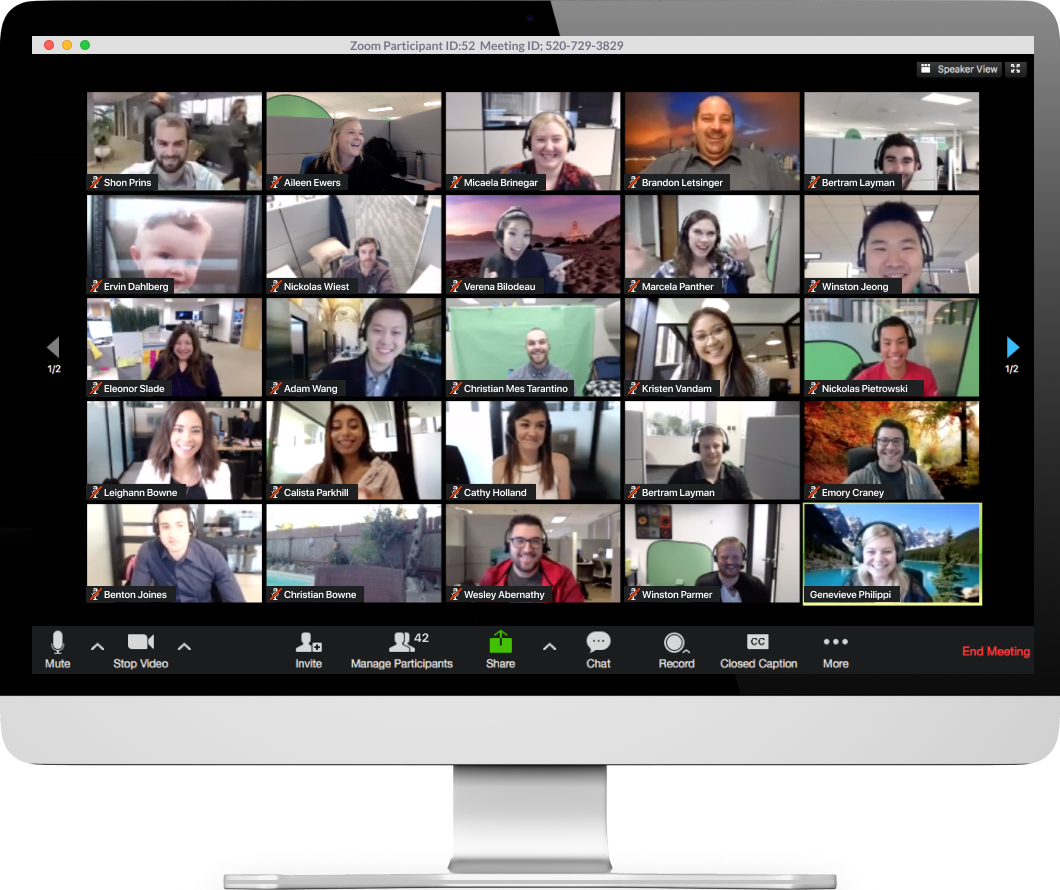 Zoom Participant ID:52 Meeting ID; 520-729-3829
Speaker View
Shon Prins
Aileen Ewers
Micaela Brinegar
Brandon Letsinger
Bertram Layman
Ervin Dahlberg
Nickolas Wiest
Verena Bilodeau
Marcela Panther
Winston Jeong
1/2
1/2
Eleonor Slade
Adam Wang
Christian Mes Tarantino
Kristen Vandam
Nickolas Pietrowski
Leighann Bowne
Calista Parkhill
Cathy Holland
Bertram Layman
Emory Craney
Benton Joines
Christian Bowne
Wesley Abernathy
Winston Parmer
Genevieve Philippi
42
CC
Mute
Stop Video
Invite
Manage Participants
Share
Chat
Record
Closed Caption
More
End Meeting